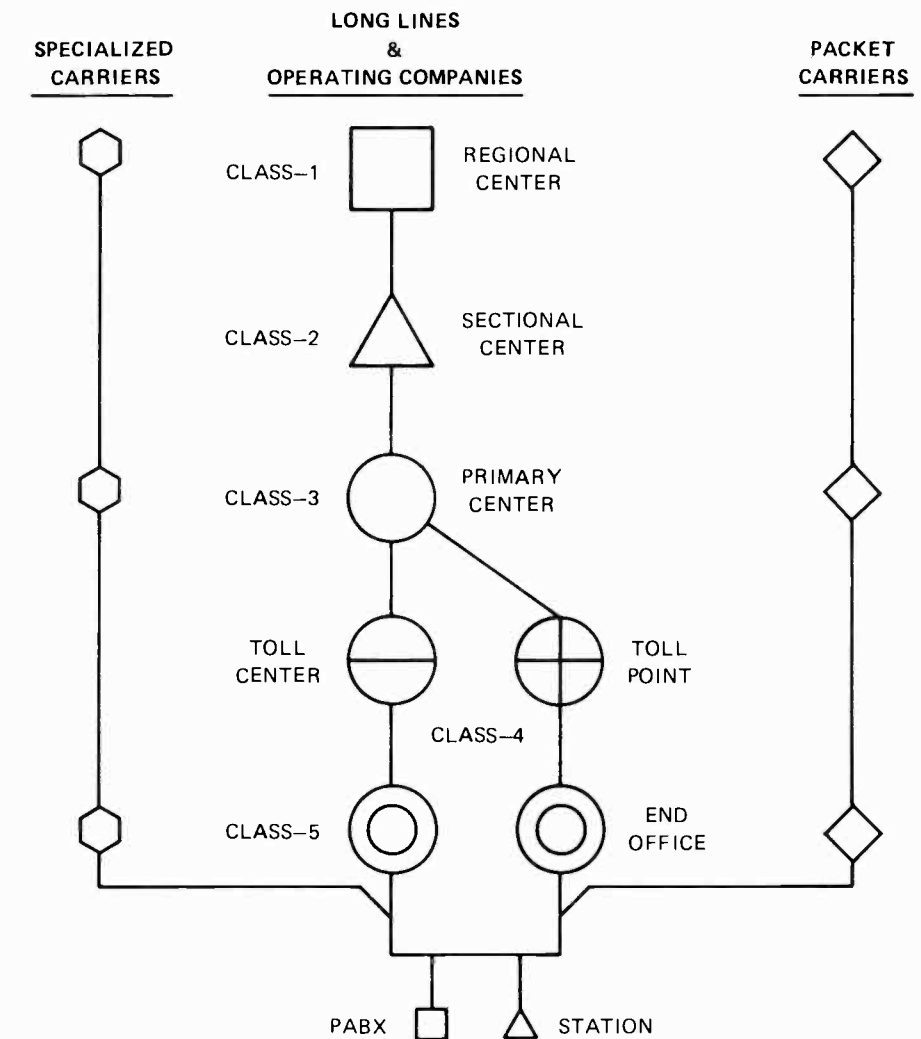 SPECIALIZED
CARRIERS
LONG LINES
&
OPERATING COMPANIES
PACKET
CARRIERS
CLASS–1
REGIONAL
CENTER
CLASS–2
SECTIONAL
CENTER
CLASS–3
PRIMARY
CENTER
TOLL
CENTER
TOLL
POINT
CLASS–4
CLASS–5
END
OFFICE
PABX
STATION